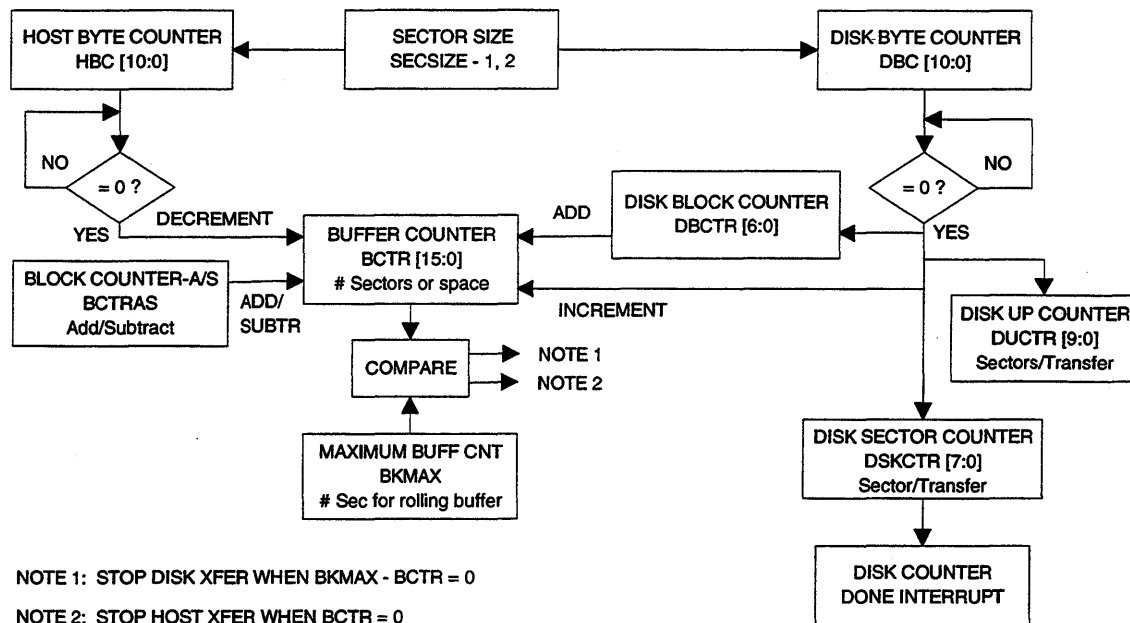 HOST BYTE COUNTER
HBC [10:0]
SECTOR SIZE
SECSIZE - 1, 2
DISK BYTE COUNTER
DBC [10:0]
NO
= 0 ?
YES
DECREMENT
NO
= 0 ?
YES
DISK BLOCK COUNTER
DBCTR [6:0]
ADD
BUFFER COUNTER
BCTR [15:0]
# Sectors or space
BLOCK COUNTER-A/S
BCTRAS
Add/Subtract
ADD/
SUBTR
INCREMENT
DISK UP COUNTER
DUCTR [9:0]
Sectors/Transfer
COMPARE
NOTE 1
NOTE 2
MAXIMUM BUFF CNT
BKMAX
# Sec for rolling buffer
DISK SECTOR COUNTER
DSKCTR [7:0]
Sector/Transfer
DISK COUNTER
DONE INTERRUPT
NOTE 1: STOP DISK XFER WHEN BKMAX - BCTR = 0
NOTE 2: STOP HOST XFER WHEN BCTR = 0